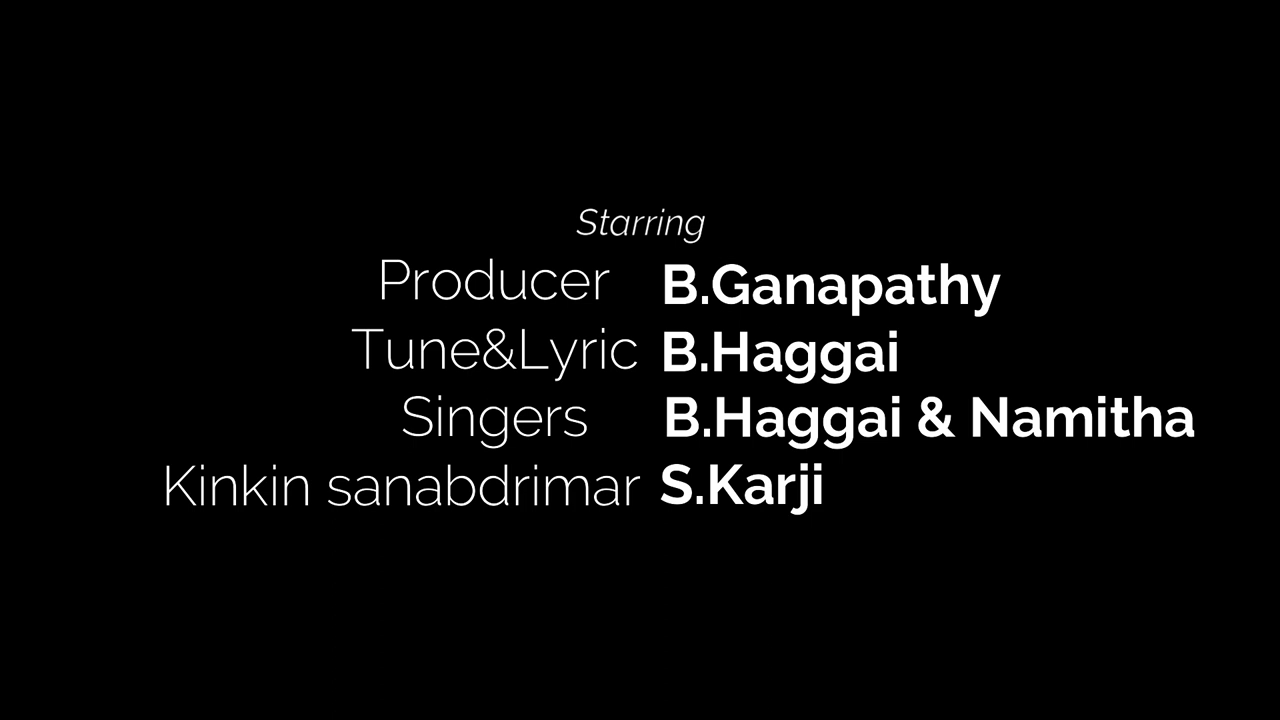 Starring
Producer B.Ganapathy
Tune&Lyric B.Haggai
Singers B.Haggai & Namitha
Kinkin sanabdrimar S.Karji